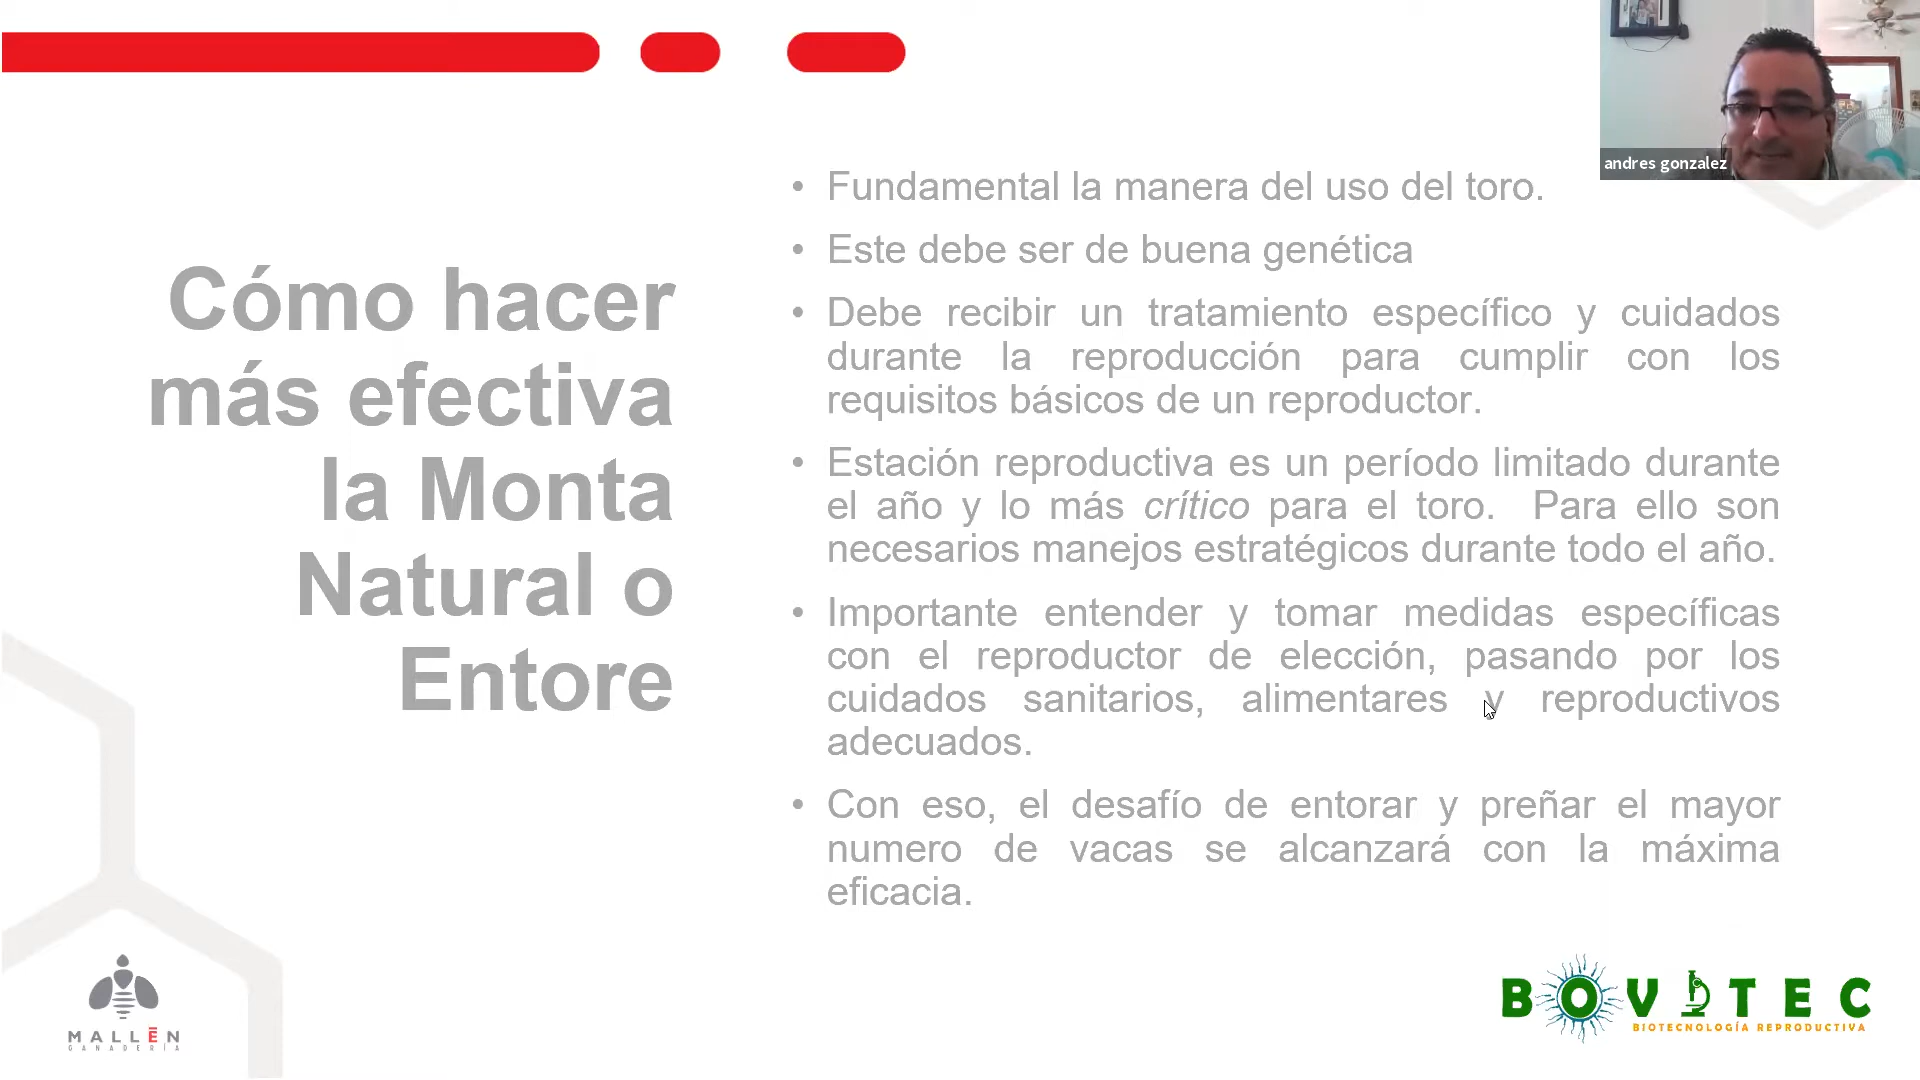 andres gonzalez
Cómo hacer
más efectiva
la Monta
Natural o
Entore
• Fundamental la manera del uso del toro.
• Este debe ser de buena genética
• Debe recibir un tratamiento específico y cuidados
durante la reproducción para cumplir con los
requisitos básicos de un reproductor.
• Estación reproductiva es un período limitado durante
el año y lo más crítico para el toro. Para ello son
necesarios manejos estratégicos durante todo el año.
• Importante entender y tomar medidas específicas
con el reproductor de elección, pasando por los
cuidados sanitarios, alimentares y reproductivos
adecuados.
• Con eso, el desafío de entorar y preñar el mayor
numero de vacas se alcanzará con la máxima
eficacia.
MALLĒN
GANADERÍA
BOVITEC
BIOTECNOLOGÍA REPRODUCTIVA